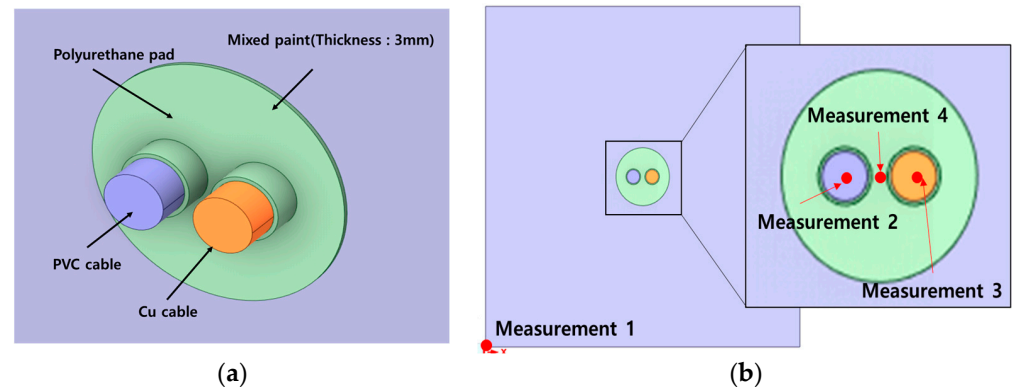 Mixed paint(Thickness : 3mm)
Polyurethane pad
PVC cable
Cu cable
(a)
Measurement 4
Measurement 2
Measurement 3
Measurement 1
(b)